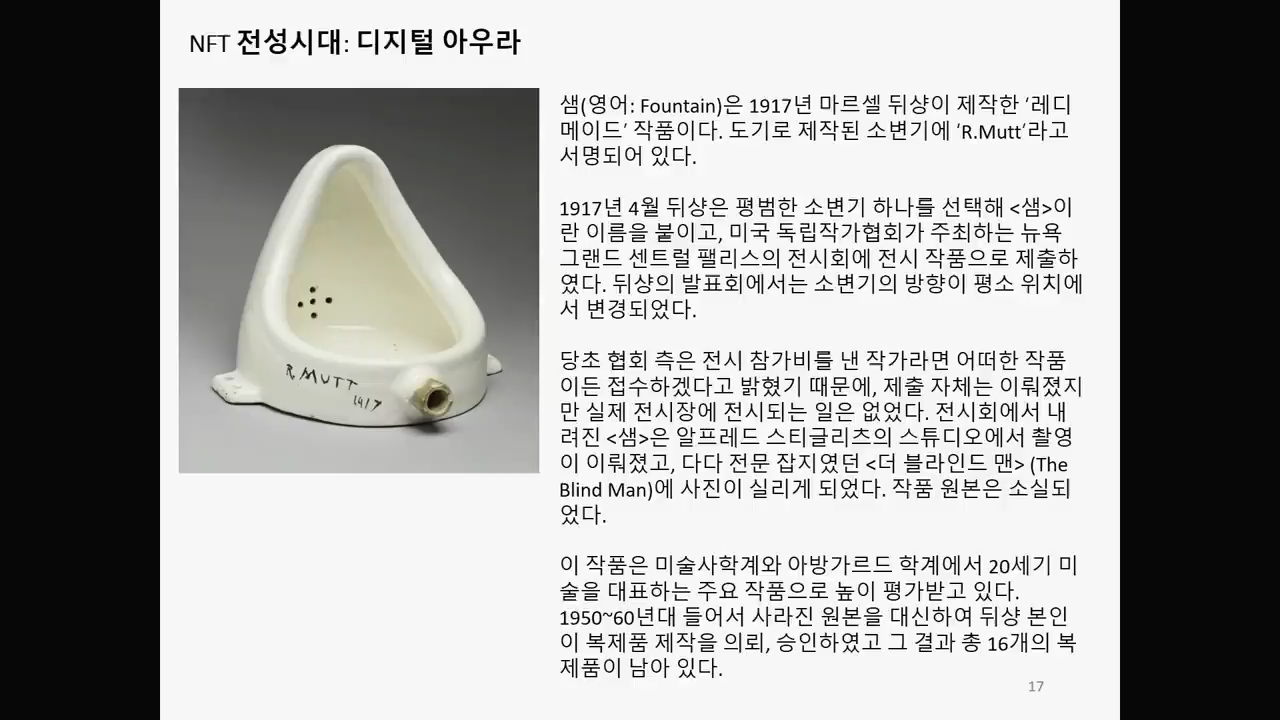 NFT 전성시대: 디지털 아우라
샘(영어: Fountain)은 1917년 마르셀 뒤샹이 제작한 ‘레디
메이드’ 작품이다. 도기로 제작된 소변기에 ‘R.Mutt‘라고
서명되어 있다.
1917년 4월 뒤샹은 평범한 소변기 하나를 선택해 <샘>이
란 이름을 붙이고, 미국 독립작가협회가 주최하는 뉴욕
그랜드 센트럴 팰리스의 전시회에 전시 작품으로 제출하
였다. 뒤샹의 발표회에서는 소변기의 방향이 평소 위치에
서 변경되었다.
당초 협회 측은 전시 참가비를 낸 작가라면 어떠한 작품
이든 접수하겠다고 밝혔기 때문에, 제출 자체는 이뤄졌지
만 실제 전시장에 전시되는 일은 없었다. 전시회에서 내
려진 <샘>은 알프레드 스티글리츠의 스튜디오에서 촬영
이 이뤄졌고, 다다 전문 잡지였던 <더 블라인드 맨> (The
Blind Man)에 사진이 실리게 되었다. 작품 원본은 소실되
었다.
이 작품은 미술사학계와 아방가르드 학계에서 20세기 미
술을 대표하는 주요 작품으로 높이 평가받고 있다.
1950~60년대 들어서 사라진 원본을 대신하여 뒤샹 본인
이 복제품 제작을 의뢰, 승인하였고 그 결과 총 16개의 복
제품이 남아 있다.
R.MUTT
1917
17